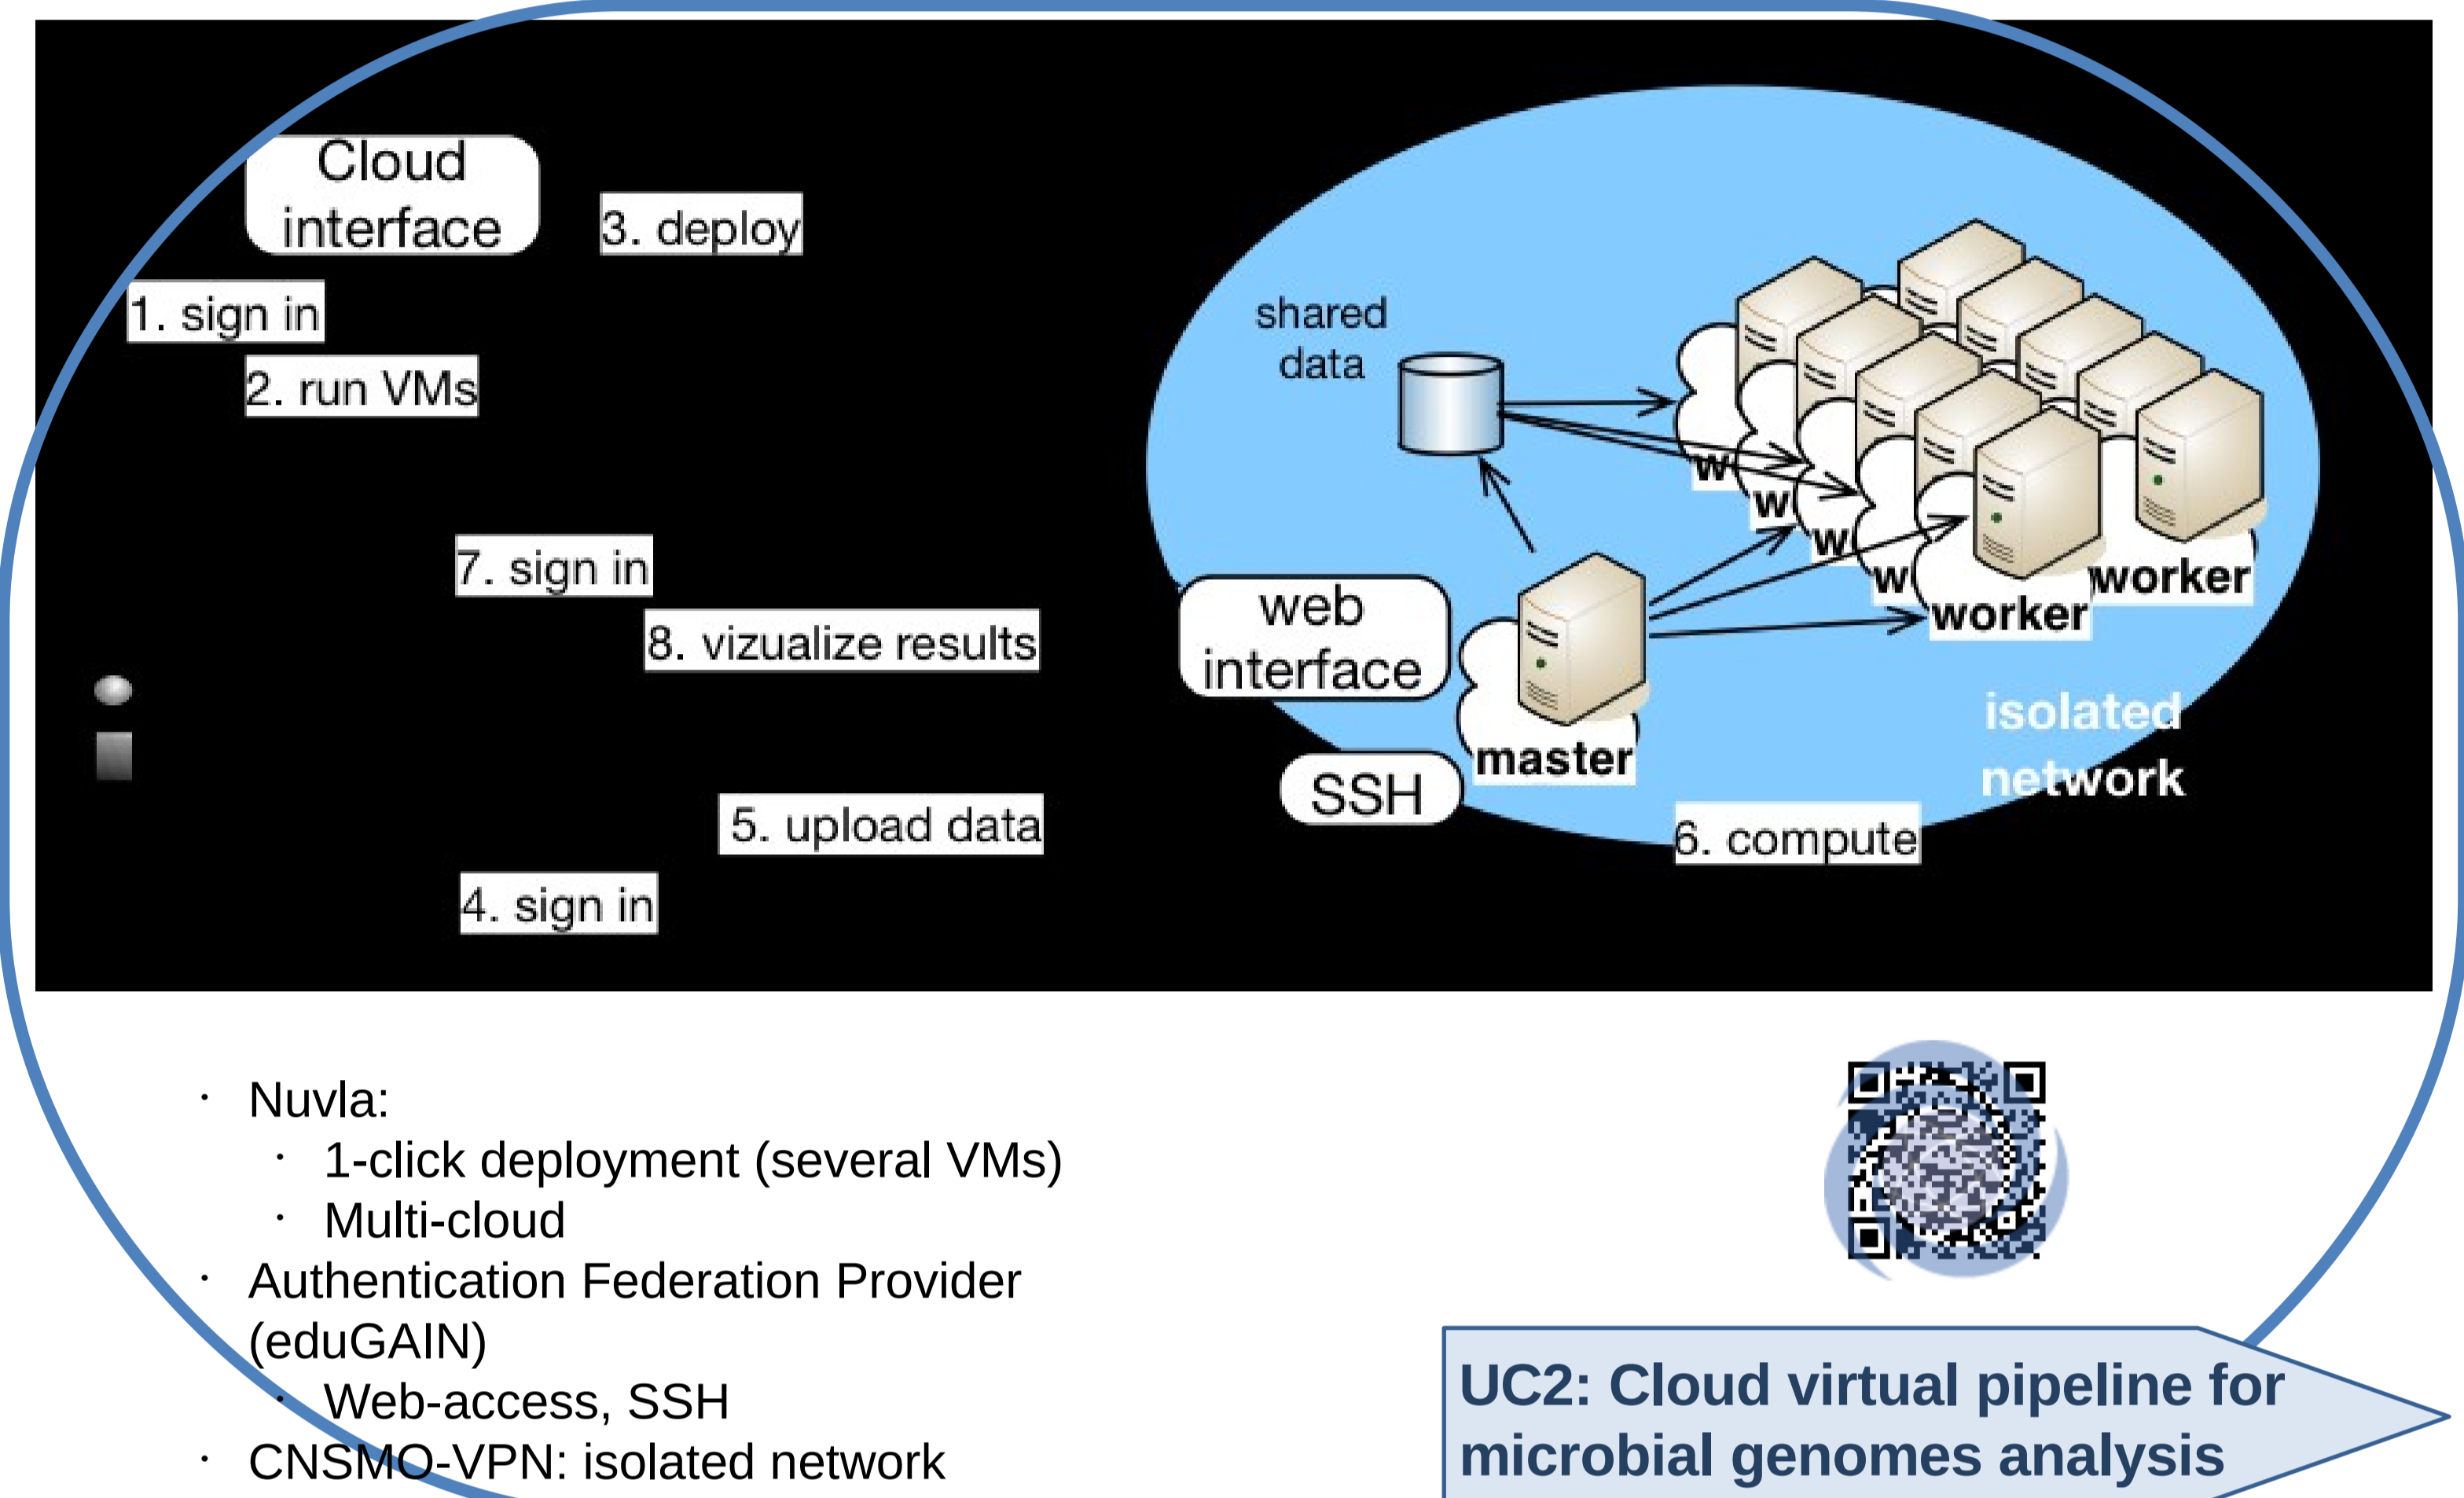 Cloud
interface
3. deploy
1. sign in
2. run VMs
shared
data
7. sign in
8. vizualize results
web
interface
w
w
w
w
worker
worker
master
SSH
isolated
network
5. upload data
6. compute
4. sign in
· Nuvla:
· 1-click deployment (several VMs)
· Multi-cloud
· Authentication Federation Provider
(eduGAIN)
· Web-access, SSH
· CNSMO-VPN: isolated network
UC2: Cloud virtual pipeline for
microbial genomes analysis